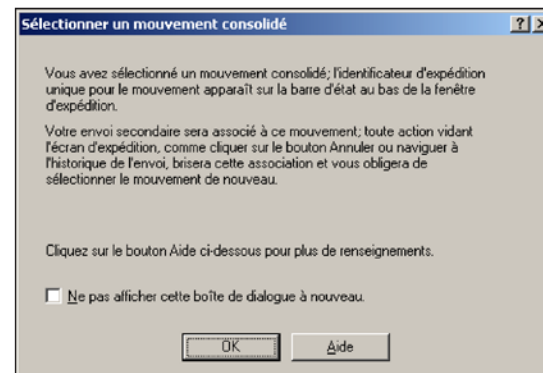 Sélectionner un mouvement consolidé
Vous avez sélectionné un mouvement consolidé; l'identificateur d'expédition
unique pour le mouvement apparaît sur la barre d'état au bas de la fenêtre
d'expédition.
Votre envoi secondaire sera associé à ce mouvement; toute action vidant
l'écran d'expédition, comme cliquer sur le bouton Annuler ou naviguer à
l'historique de l'envoi, brisera cette association et vous obligera de
sélectionner le mouvement de nouveau.
Cliquez sur le bouton Aide ci-dessous pour plus de renseignements.
Ne pas afficher cette boîte de dialogue à nouveau.
OK
Aide